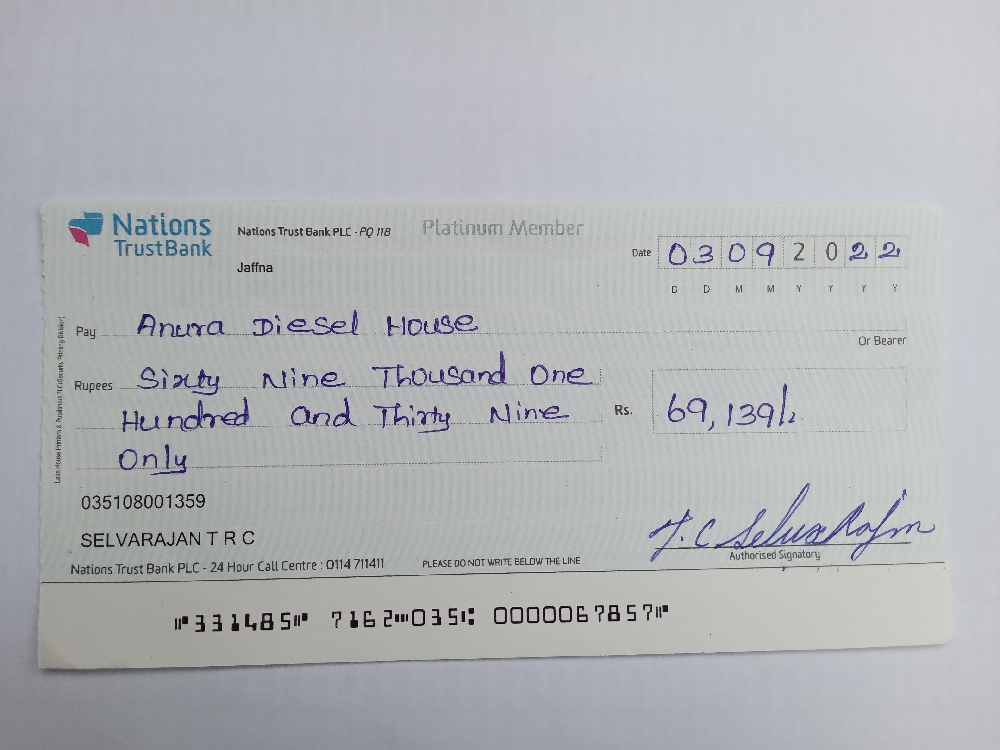 Nations
TrustBank
Nations Trust Bank PLC - PQ 118
Platinum Member
Jaffna
Date 03092022
D D M M Y Y Y Y
Pay Anura Diesel House
Or Bearer
Rupees Sixty Nine Thousand One
Hundred and Thirty Nine
Only
Rs. 69,139/-
035108001359
SELVARAJAN T R C
T. C Selvarajan
Authorised Signatory
Nations Trust Bank PLC - 24 Hour Call Centre : 0114 711411
PLEASE DO NOT WRITE BELOW THE LINE
⑈331485⑈ 7162⑉035⑆ 0000067857⑈